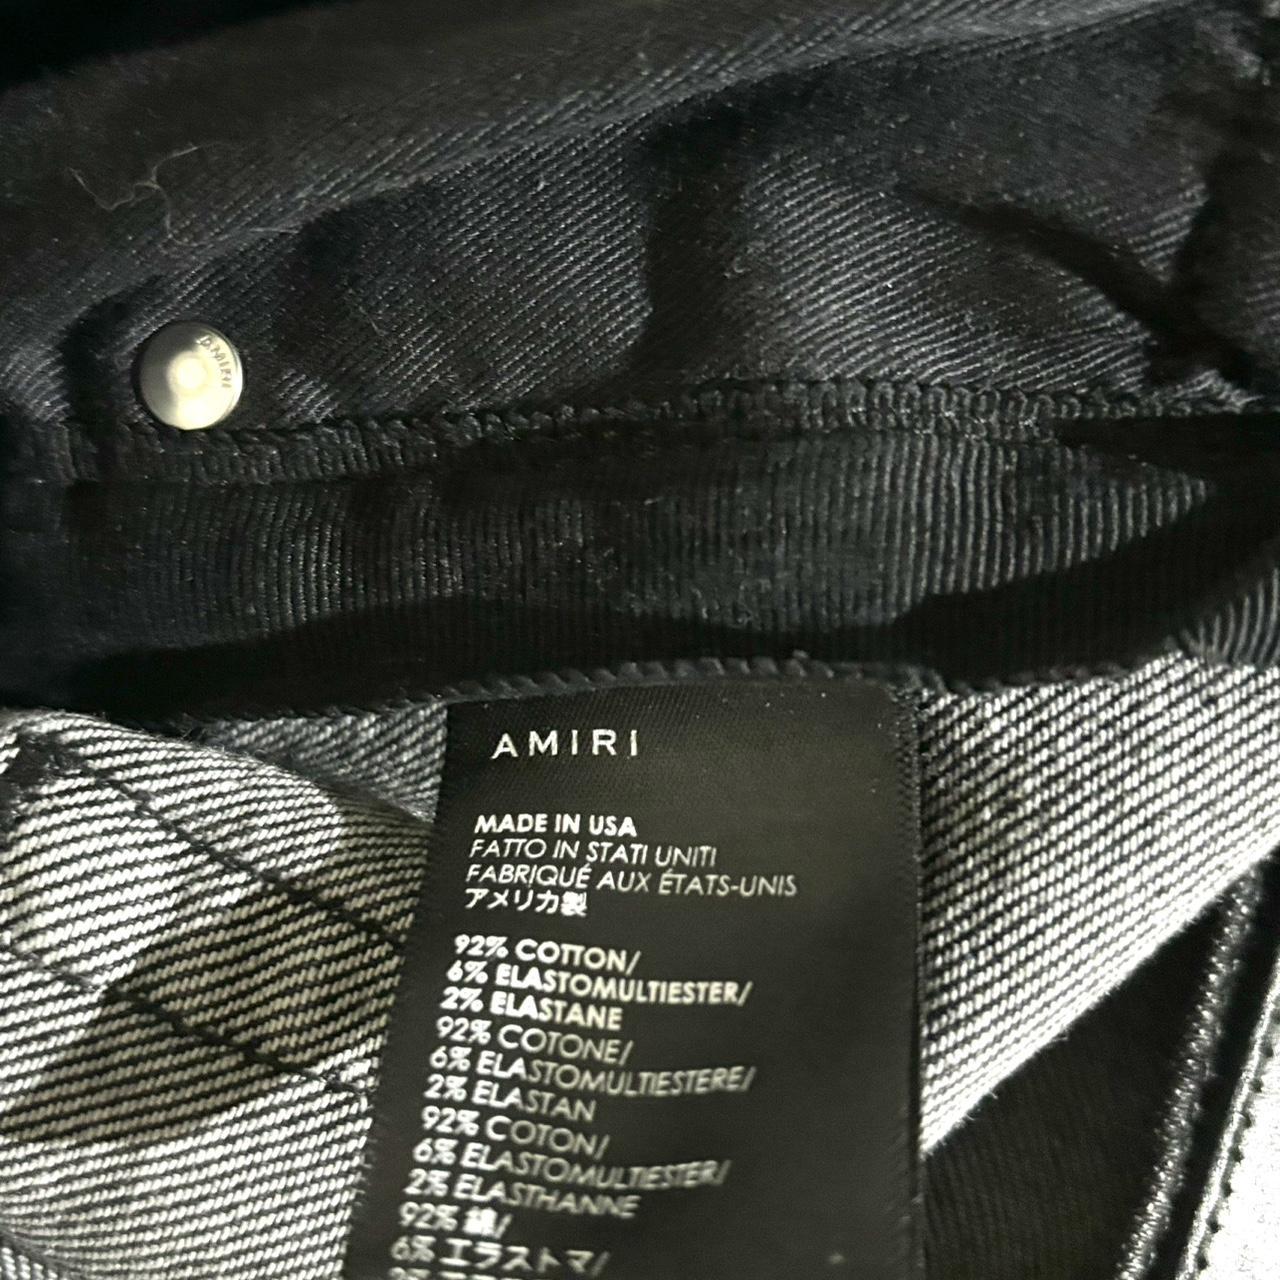 AMIRI
AMIRI
MADE IN USA
FATTO IN STATI UNITI
FABRIQUÉ AUX ÉTATS-UNIS
アメリカ製
92% COTTON/
6% ELASTOMULTIESTER/
2% ELASTANE
92% COTONE/
6% ELASTOMULTIESTERE/
2% ELASTAN
92% COTON/
6% ELASTOMULTIESTER/
2% ELASTHANNE
92% 綿/
6% エラストマ/